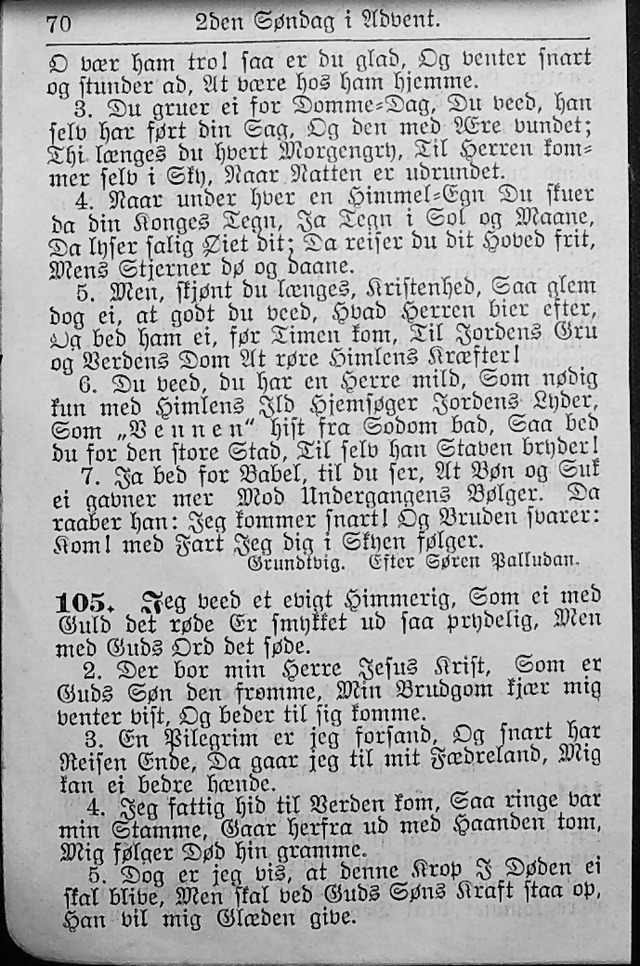 70 2den Søndag i Advent.
O vær ham tro! saa er du glad, Og venter snart
og stunder ad, At være hos ham hjemme.
3. Du gruer ei for Domme-Dag, Du veed, han
selv har ført din Sag, Og den med Ære vundet;
Thi længes du hvert Morgengry, Til Herren kom-
mer selv i Sky, Naar Natten er udrundet.
4. Naar under hver en Himmel-Egn Du skuer
da din Konges Tegn, Ja Tegn i Sol og Maane,
Da lyser salig Øiet dit; Da reiser du dit Hoved frit,
Mens Stjerner dø og daane.
5. Men, skjønt du længes, Kristenhed, Saa glem
dog ei, at godt du veed, Hvad Herren bier efter,
Og bed ham ei, før Timen kom, Til Jordens Gru
og Verdens Dom At røre Himlens Kræfter!
6. Du veed, du har en Herre mild, Som nødig
kun med Himlens Ild Hjemsøger Jordens Lyder,
Som „Vennen“ hist fra Sodom bad, Saa bed
du for den store Stad, Til selv han Staven bryder!
7. Ja bed for Babel, til du ser, At Bøn og Suk
ei gavner mer Mod Undergangens Bølger. Da
raaber han: Jeg kommer snart! Og Bruden svarer:
Kom! med Fart Jeg dig i Skyen følger.
Grundtvig. Efter Søren Palludan.
105. Jeg veed et evigt Himmerig, Som ei med
Guld det røde Er smykket ud saa prydelig, Men
med Guds Ord det søde.
2. Der bor min Herre Jesus Krist, Som er
Guds Søn den fromme, Min Brudgom kjær mig
venter vist, Og beder til sig komme.
3. En Pilegrim er jeg forsand, Og snart har
Reisen Ende, Da gaar jeg til mit Fædreland, Mig
kan ei bedre hænde.
4. Jeg fattig hid til Verden kom, Saa ringe var
min Stamme, Gaar herfra ud med Haanden tom,
Mig følger Død hin gramme.
5. Dog er jeg vis, at denne Krop I Døden ei
skal blive, Men skal ved Guds Søns Kraft staa op,
Han vil mig Glæden give.